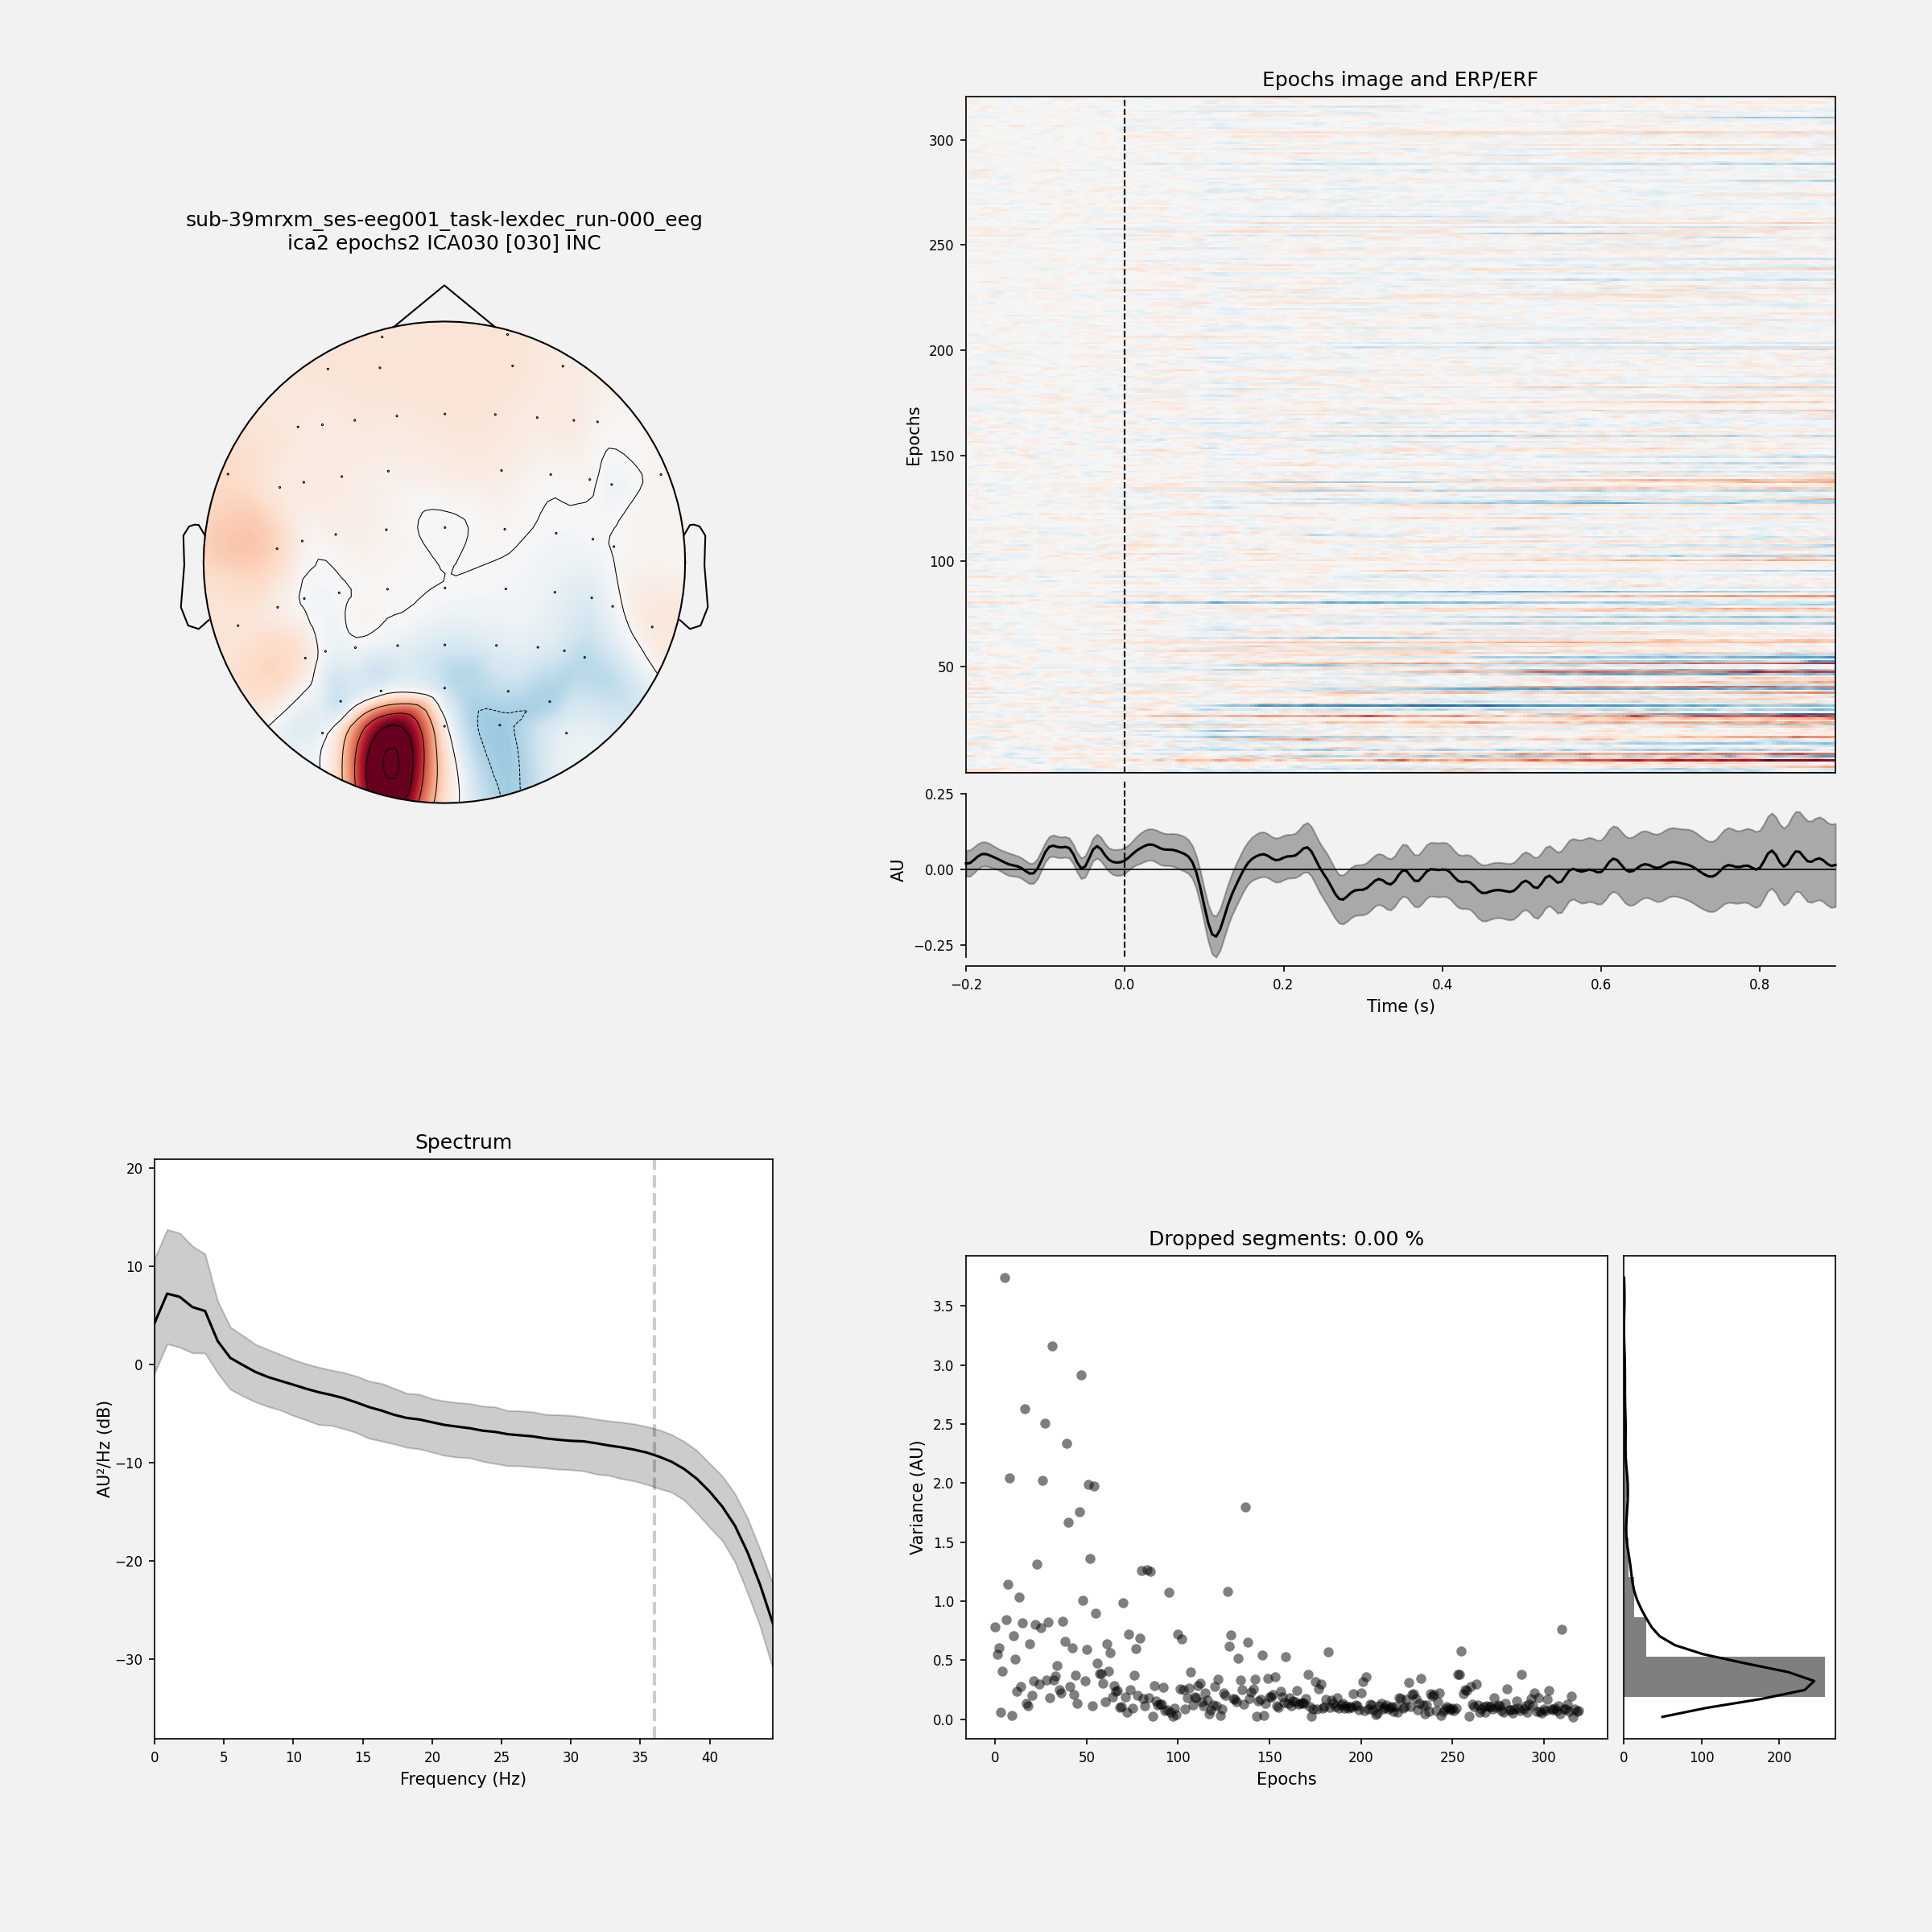 sub-39mrxm_ses-eeg001_task-lexdec_run-000_eeg
ica2 epochs2 ICA030 [030] INC
Epochs image and ERP/ERF
300
250
200
150
100
50
Epochs
0.25
0.00
−0.25
AU
−0.2 0.0 0.2 0.4 0.6 0.8
Time (s)
Spectrum
20
10
0
−10
−20
−30
AU²/Hz (dB)
0 5 10 15 20 25 30 35 40
Frequency (Hz)
Dropped segments: 0.00 %
3.5
3.0
2.5
2.0
1.5
1.0
0.5
0.0
Variance (AU)
0 50 100 150 200 250 300
Epochs
0 100 200